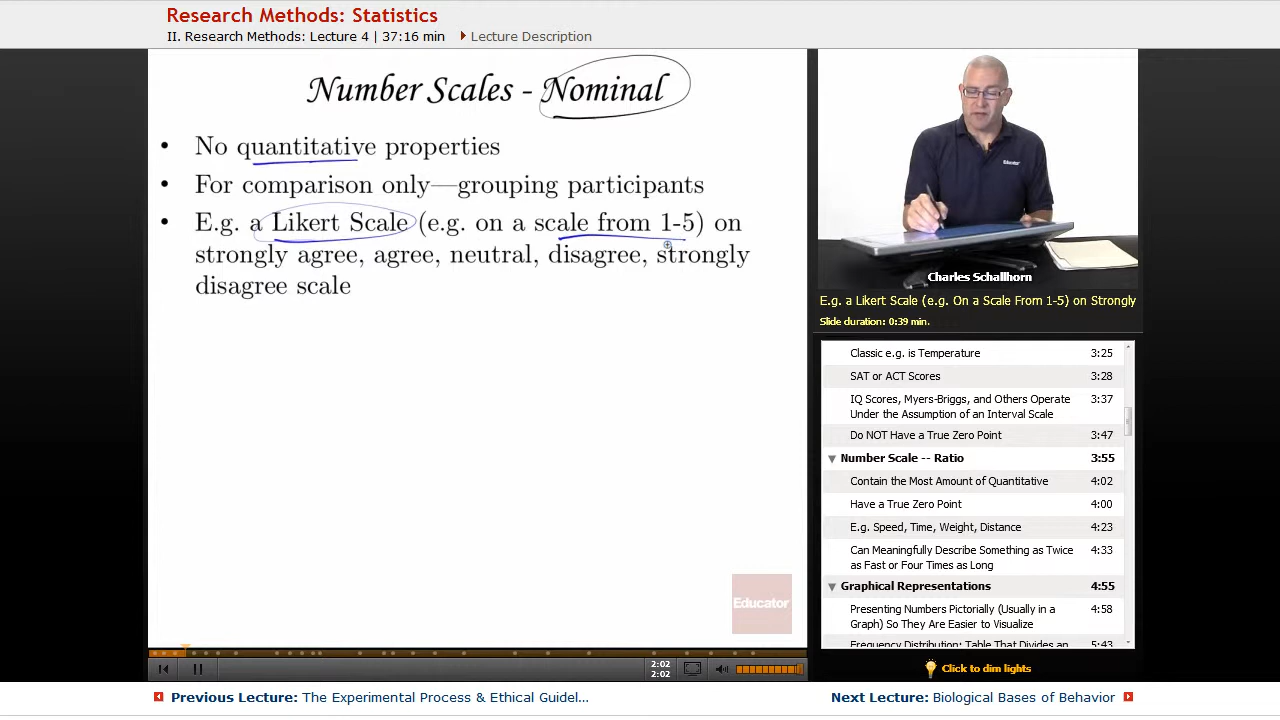 Research Methods: Statistics
II. Research Methods: Lecture 4 | 37:16 min
Lecture Description
Number Scales - Nominal
• No quantitative properties
• For comparison only—grouping participants
• E.g. a Likert Scale (e.g. on a scale from 1-5) on
strongly agree, agree, neutral, disagree, strongly
disagree scale
Educator
Educator
Charles Schallhorn
E.g. a Likert Scale (e.g. On a Scale From 1-5) on Strongly
Slide duration: 0:39 min.
Classic e.g. is Temperature 3:25
SAT or ACT Scores 3:28
IQ Scores, Myers-Briggs, and Others Operate 3:37
Under the Assumption of an Interval Scale
Do NOT Have a True Zero Point 3:47
Number Scale -- Ratio 3:55
Contain the Most Amount of Quantitative 4:02
Have a True Zero Point 4:00
E.g. Speed, Time, Weight, Distance 4:23
Can Meaningfully Describe Something as Twice 4:33
as Fast or Four Times as Long
Graphical Representations 4:55
Presenting Numbers Pictorially (Usually in a 4:58
Graph) So They Are Easier to Visualize
Frequency Distribution: Table That Divides an 5:43
2:02
2:02
Click to dim lights
Previous Lecture: The Experimental Process & Ethical Guidel...
Next Lecture: Biological Bases of Behavior